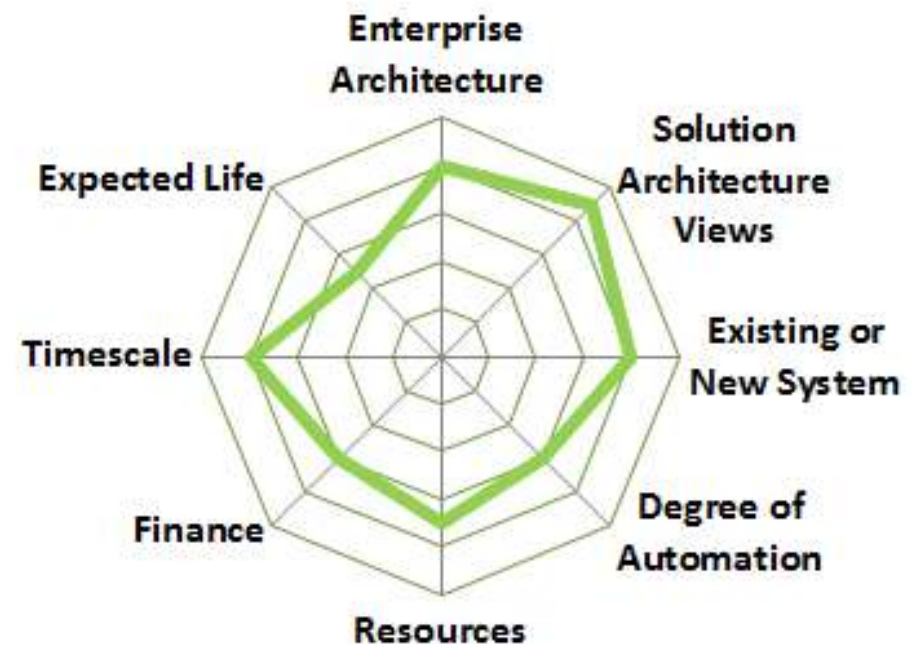 Enterprise
Architecture
Solution
Architecture
Views
Existing or
New System
Degree of
Automation
Resources
Finance
Timescale
Expected Life